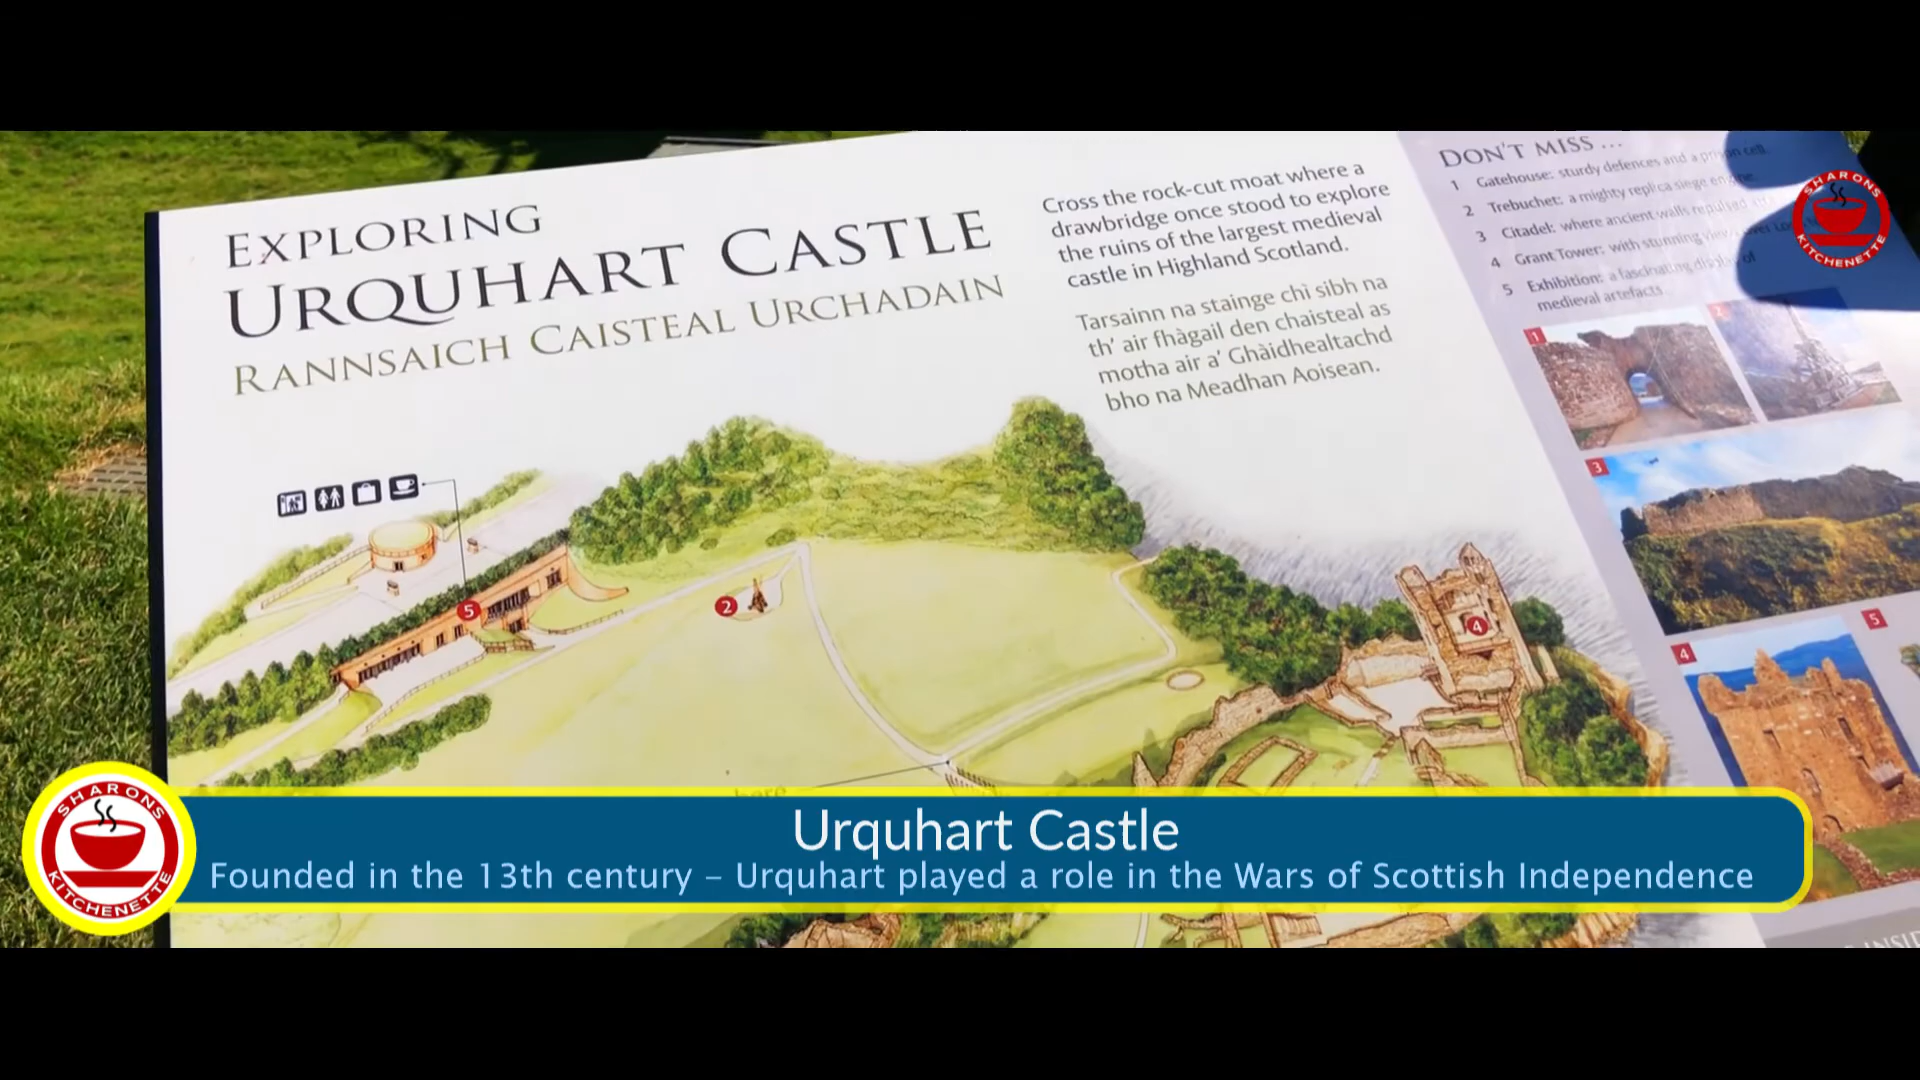 EXPLORING
URQUHART CASTLE
RANNSAICH CAISTEAL URCHADAIN
Cross the rock-cut moat where a
drawbridge once stood to explore
the ruins of the largest medieval
castle in Highland Scotland.
Tarsainn na stainge chì sibh na
th' air fhàgail den chaisteal as
motha air a' Ghàidhealtachd
bho na Meadhan Aoisean.
DON'T MISS ...
1 Gatehouse: sturdy defences and a prison cell.
2 Trebuchet: a mighty replica siege engine.
3 Citadel: where ancient walls repulsed
4 Grant Tower: with stunning views over Loch
5 Exhibition: a fascinating display of
medieval artefacts
1
2
3
4
5
5
2
4
here
SHARONS
KITCHENETTE
Urquhart Castle
Founded in the 13th century – Urquhart played a role in the Wars of Scottish Independence
SHARONS
KITCHENETTE